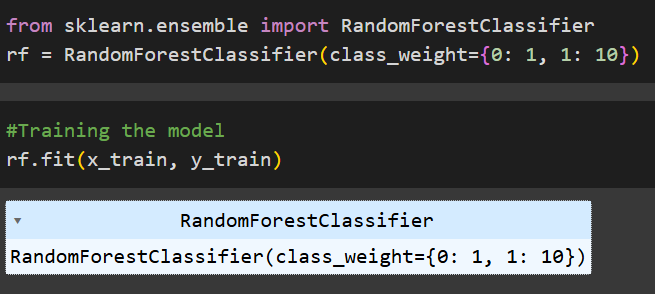 from sklearn.ensemble import RandomForestClassifier
rf = RandomForestClassifier(class_weight={0: 1, 1: 10})
#Training the model
rf.fit(x_train, y_train)
RandomForestClassifier
RandomForestClassifier(class_weight={0: 1, 1: 10})